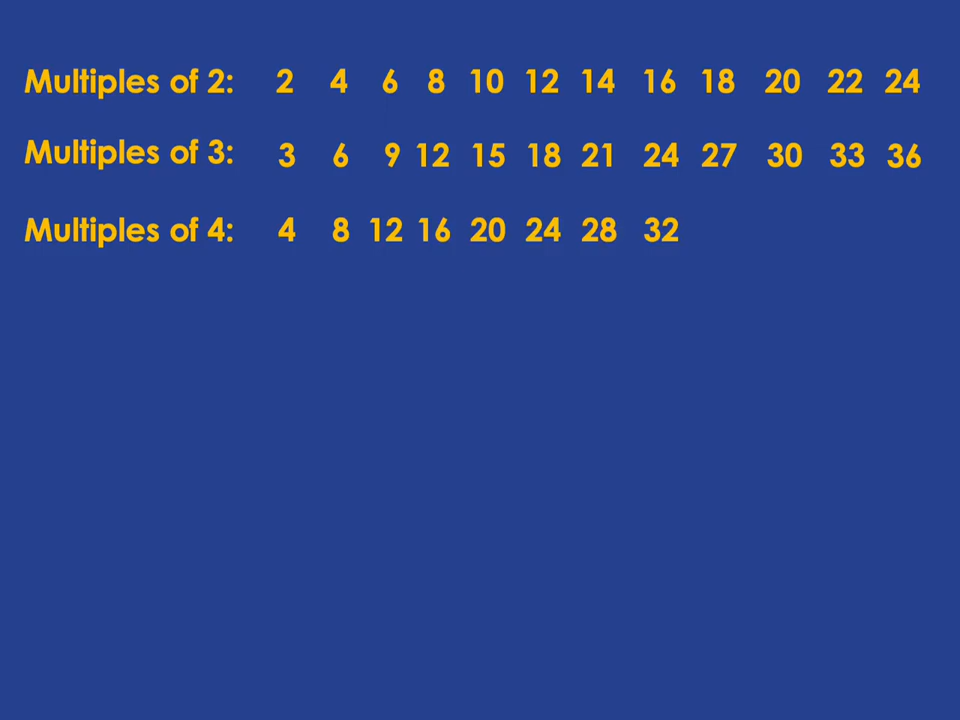 Multiples of 2: 2 4 6 8 10 12 14 16 18 20 22 24
Multiples of 3: 3 6 9 12 15 18 21 24 27 30 33 36
Multiples of 4: 4 8 12 16 20 24 28 32